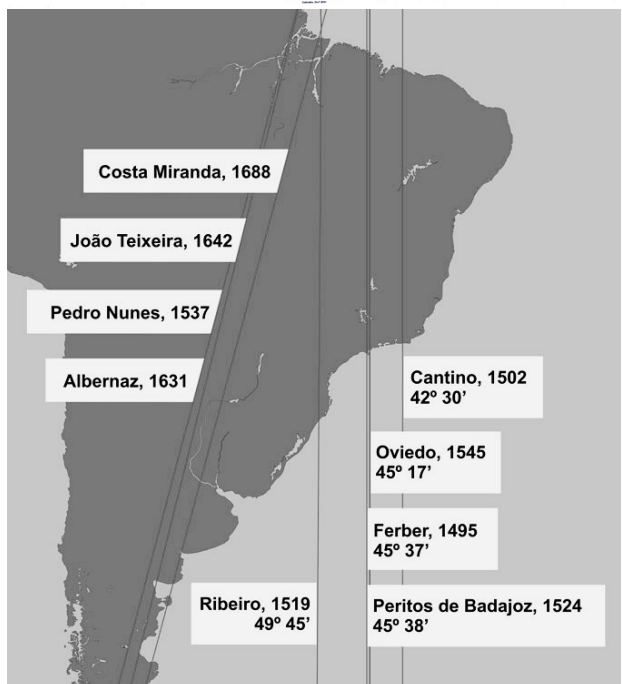 Costa Miranda, 1688
João Teixeira, 1642
Pedro Nunes, 1537
Albernaz, 1631
Cantino, 1502
42º 30’
Oviedo, 1545
45º 17’
Ferber, 1495
45º 37’
Ribeiro, 1519
49º 45’
Peritos de Badajoz, 1524
45º 38’